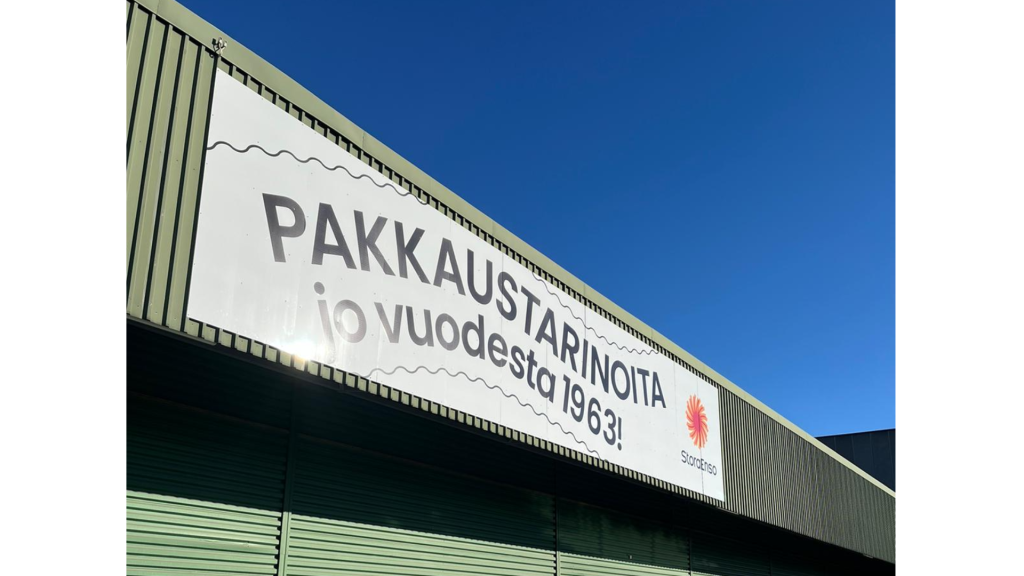 PAKKAUSTARINOITA
jo vuodesta 1963!
StoraEnso